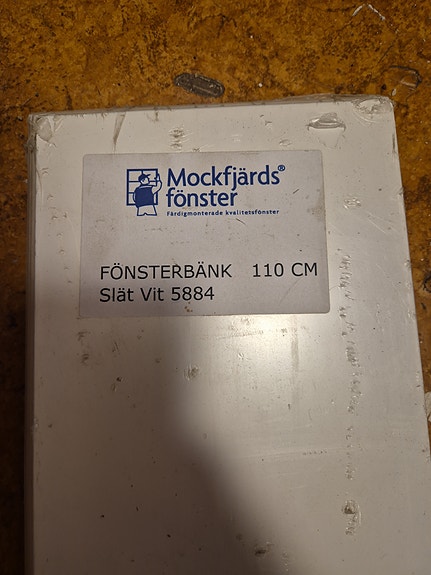 Mockfjärds®
fönster
Färdigmonterade kvalitetsfönster
FÖNSTERBÄNK 110 CM
Slät Vit 5884